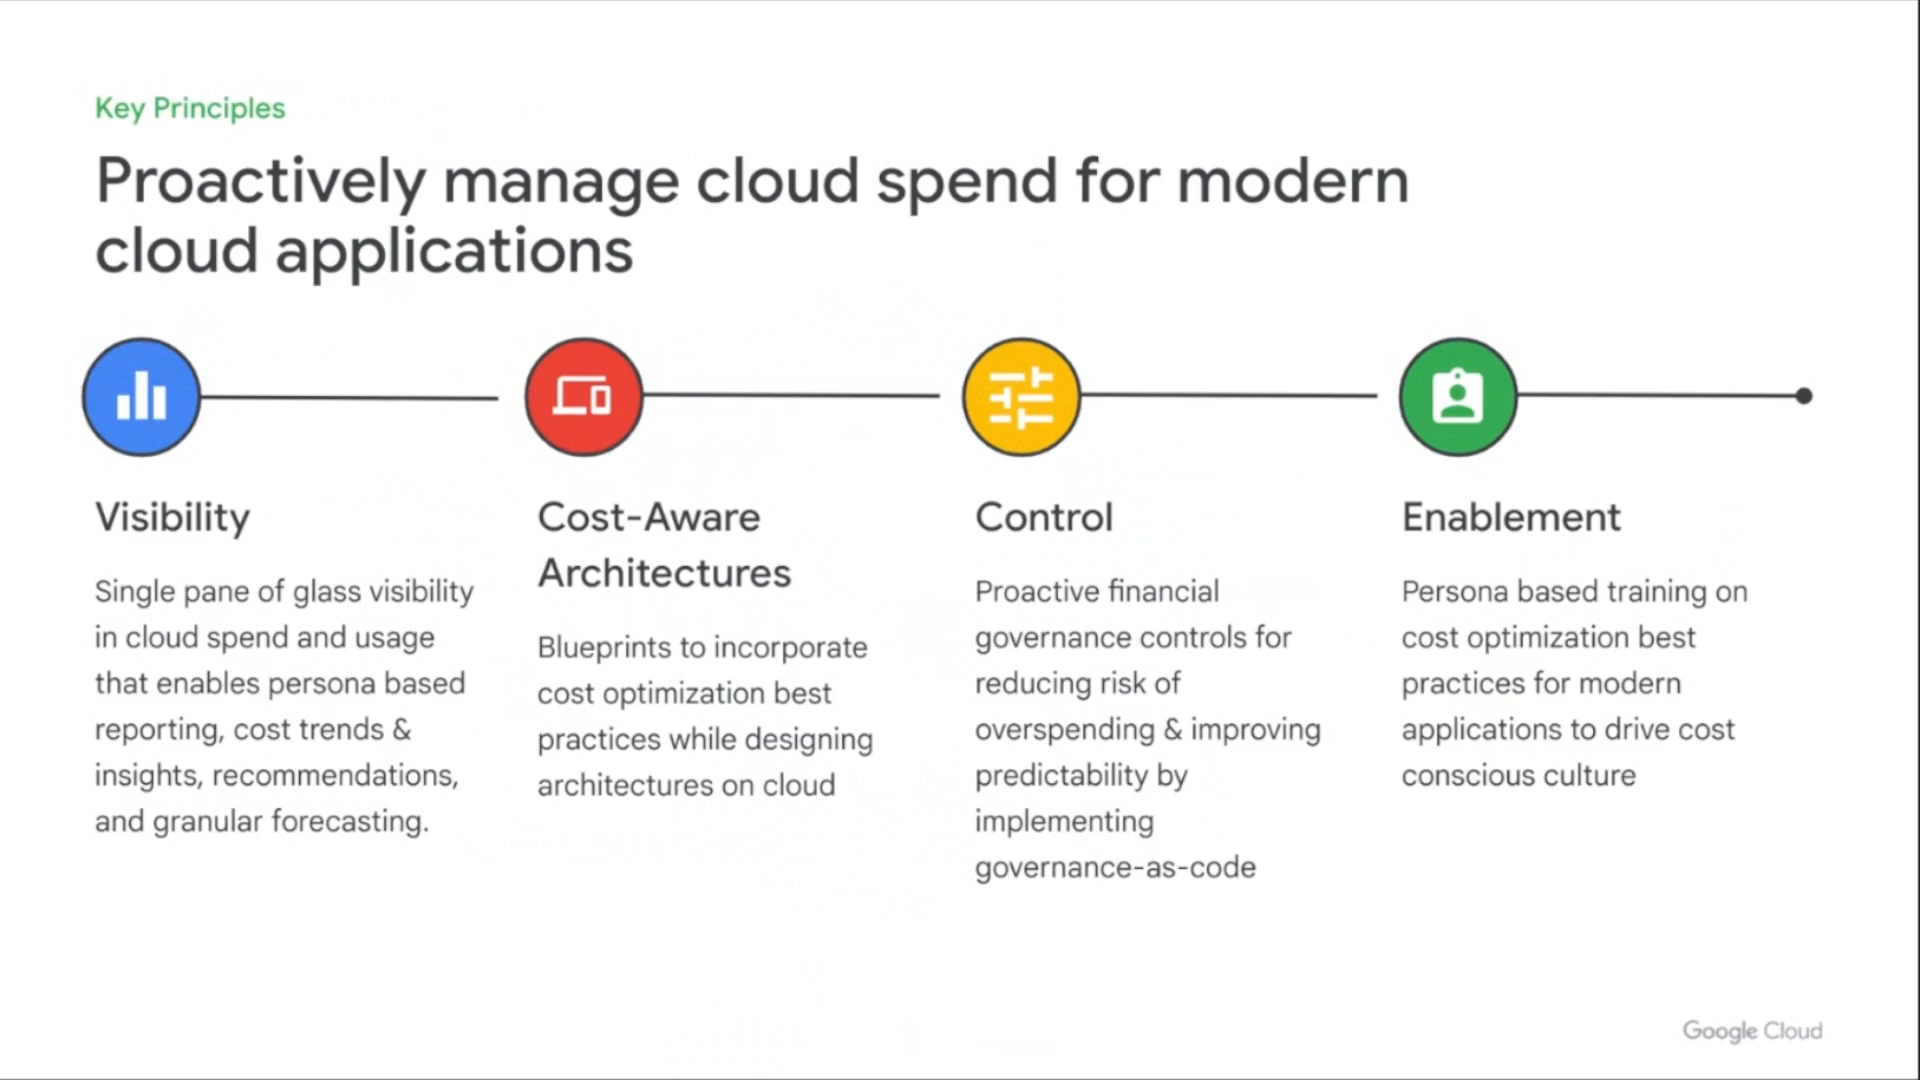 Key Principles
Proactively manage cloud spend for modern
cloud applications
Visibility
Single pane of glass visibility
in cloud spend and usage
that enables persona based
reporting, cost trends &
insights, recommendations,
and granular forecasting.
Cost-Aware
Architectures
Blueprints to incorporate
cost optimization best
practices while designing
architectures on cloud
Control
Proactive financial
governance controls for
reducing risk of
overspending & improving
predictability by
implementing
governance-as-code
Enablement
Persona based training on
cost optimization best
practices for modern
applications to drive cost
conscious culture
Google Cloud